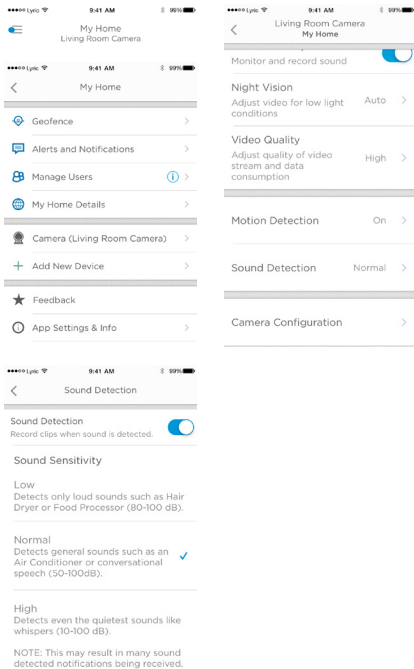 ●●●○○ Lyric 9:41 AM 99%
My Home
Living Room Camera
●●●○○ Lyric 9:41 AM 99%
My Home
Geofence
Alerts and Notifications
Manage Users
My Home Details
Camera (Living Room Camera)
Add New Device
Feedback
App Settings & Info
●●●○○ Lyric 9:41 AM 99%
Sound Detection
Sound Detection
Record clips when sound is detected.
Sound Sensitivity
Low
Detects only loud sounds such as Hair
Dryer or Food Processor (80-100 dB).
Normal
Detects general sounds such as an
Air Conditioner or conversational
speech (50-100dB).
High
Detects even the quietest sounds like
whispers (10-100 dB).
NOTE: This may result in many sound
detected notifications being received.
●●●○○ Lyric 9:41 AM 99%
Living Room Camera
My Home
Monitor and record sound
Night Vision
Adjust video for low light
conditions
Auto
Video Quality
Adjust quality of video
stream and data
consumption
High
Motion Detection On
Sound Detection Normal
Camera Configuration